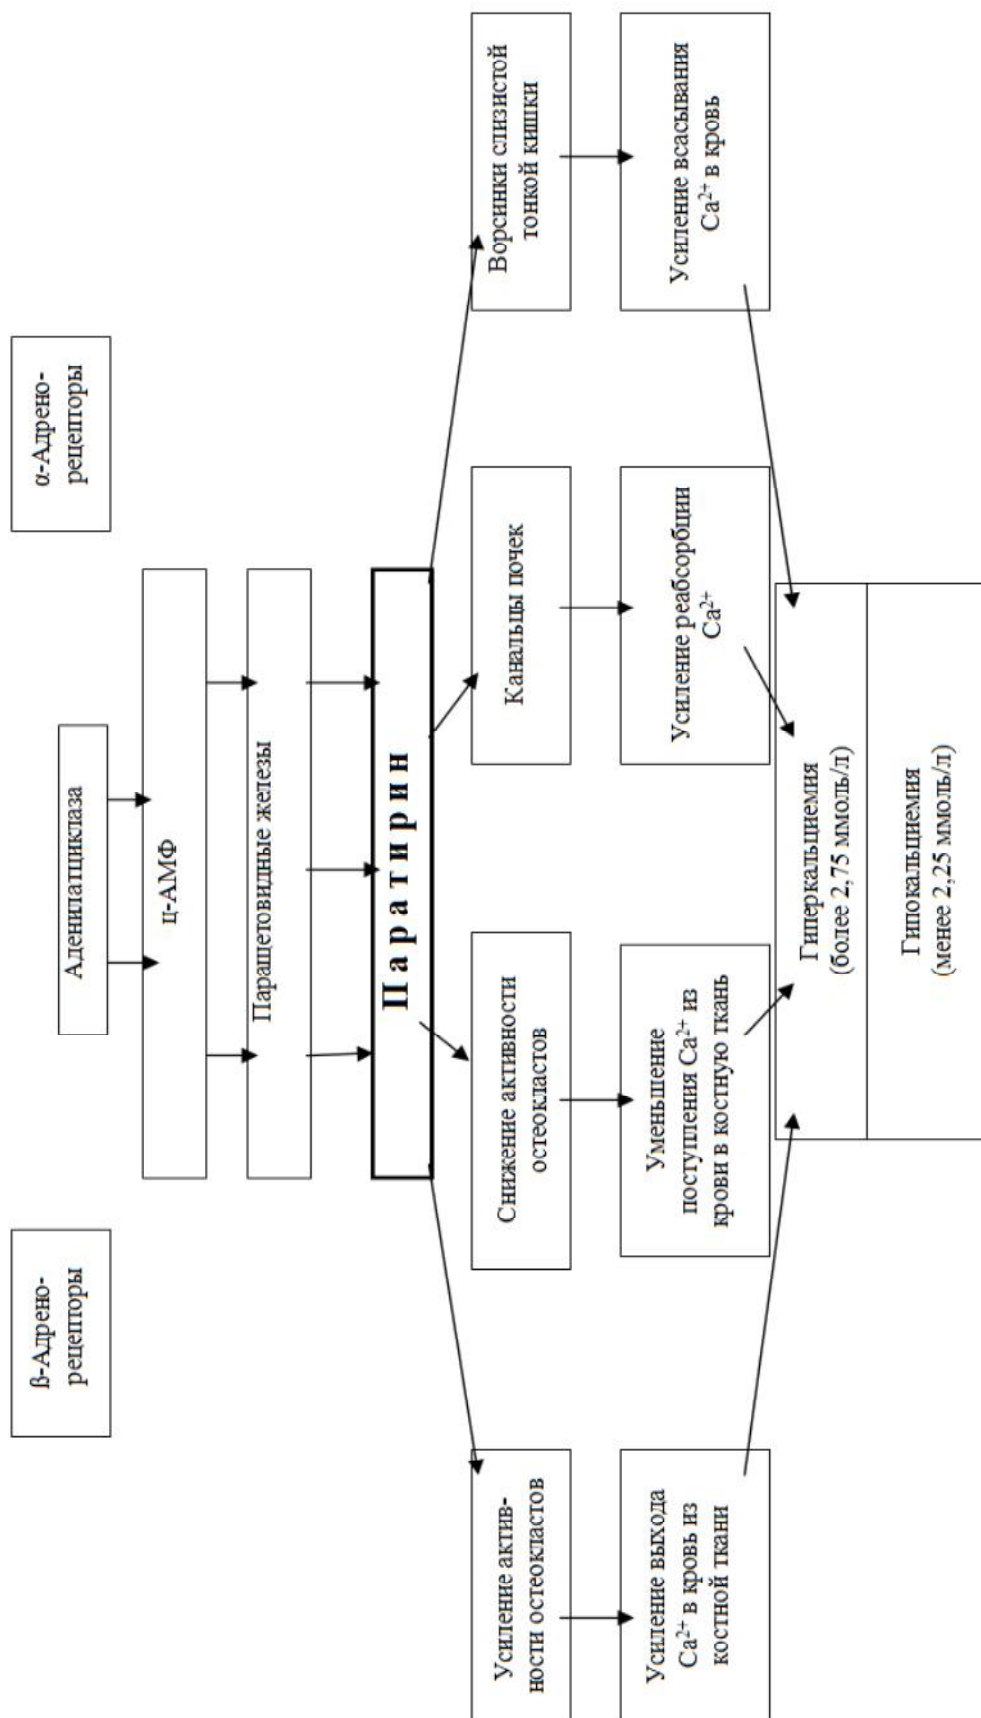 β-Адрено-
рецепторы
α-Адрено-
рецепторы
Аденилатциклаза
ц-АМФ
Паращетовидные железы
Паратирин
Усиление актив-
ности остеокластов
Снижение активности
остеокластов
Канальцы почек
Ворсинки слизистой
тонкой кишки
Усиление выхода
Ca²⁺ в кровь из
костной ткани
Уменьшение
поступления Ca²⁺ из
крови в костную ткань
Усиление реабсорбции
Ca²⁺
Усиление всасывания
Ca²⁺ в кровь
Гиперкальциемия
(более 2,75 ммоль/л)
Гипокальциемия
(менее 2,25 ммоль/л)